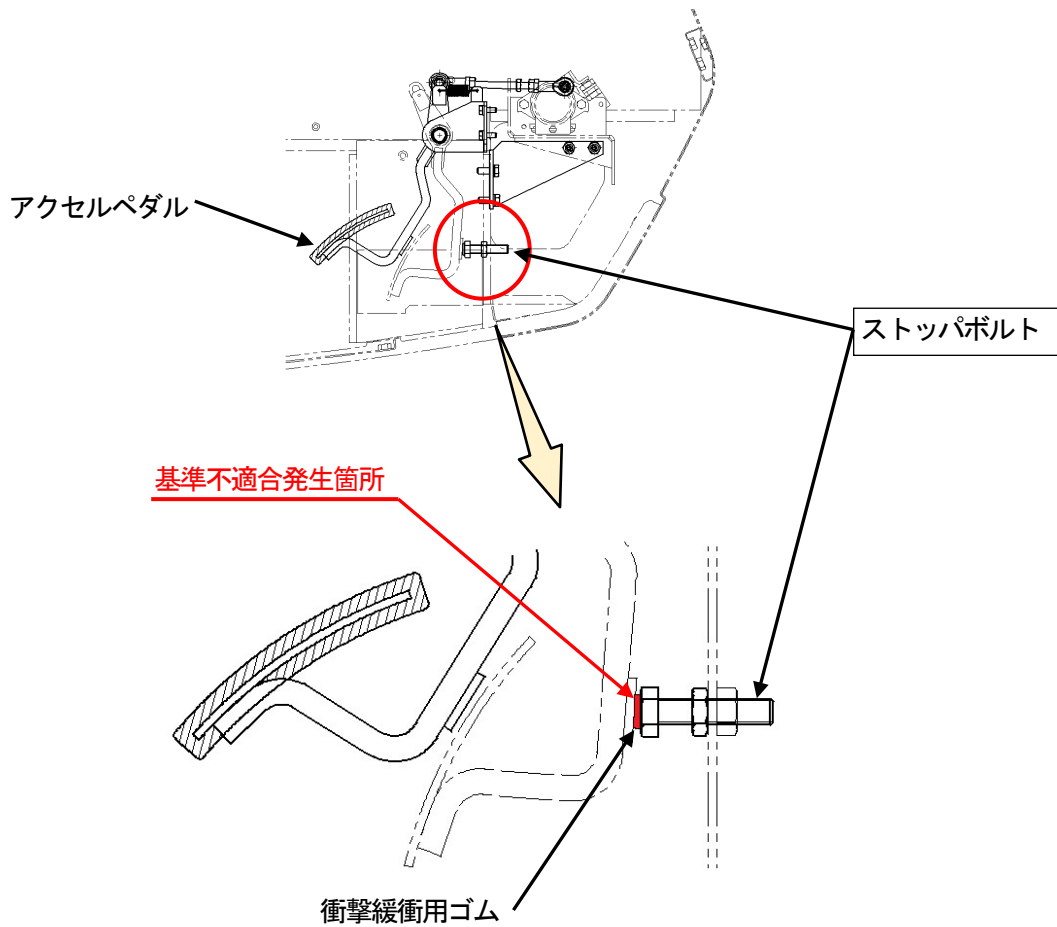 アクセルペダル
ストッパボルト
基準不適合発生箇所
衝撃緩衝用ゴム